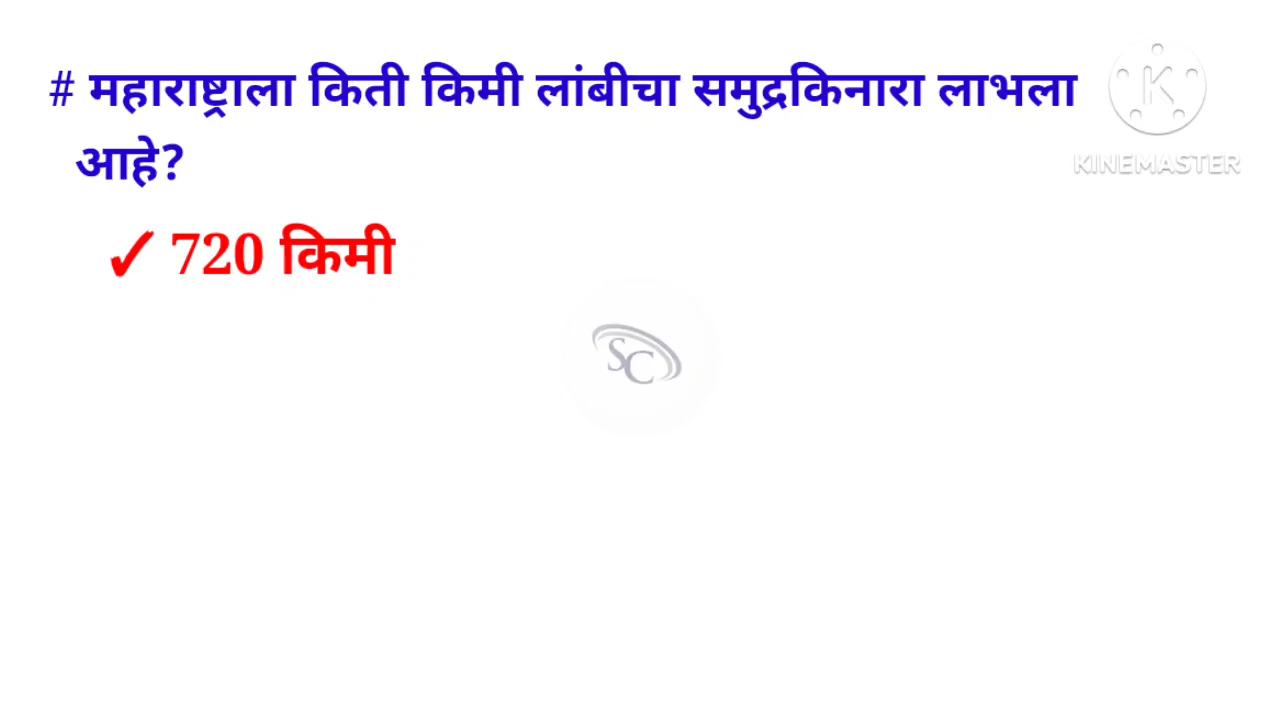 # महाराष्ट्राला किती किमी लांबीचा समुद्रकिनारा लाभला
आहे?
✓ 720 किमी
K
KINEMASTER
SC